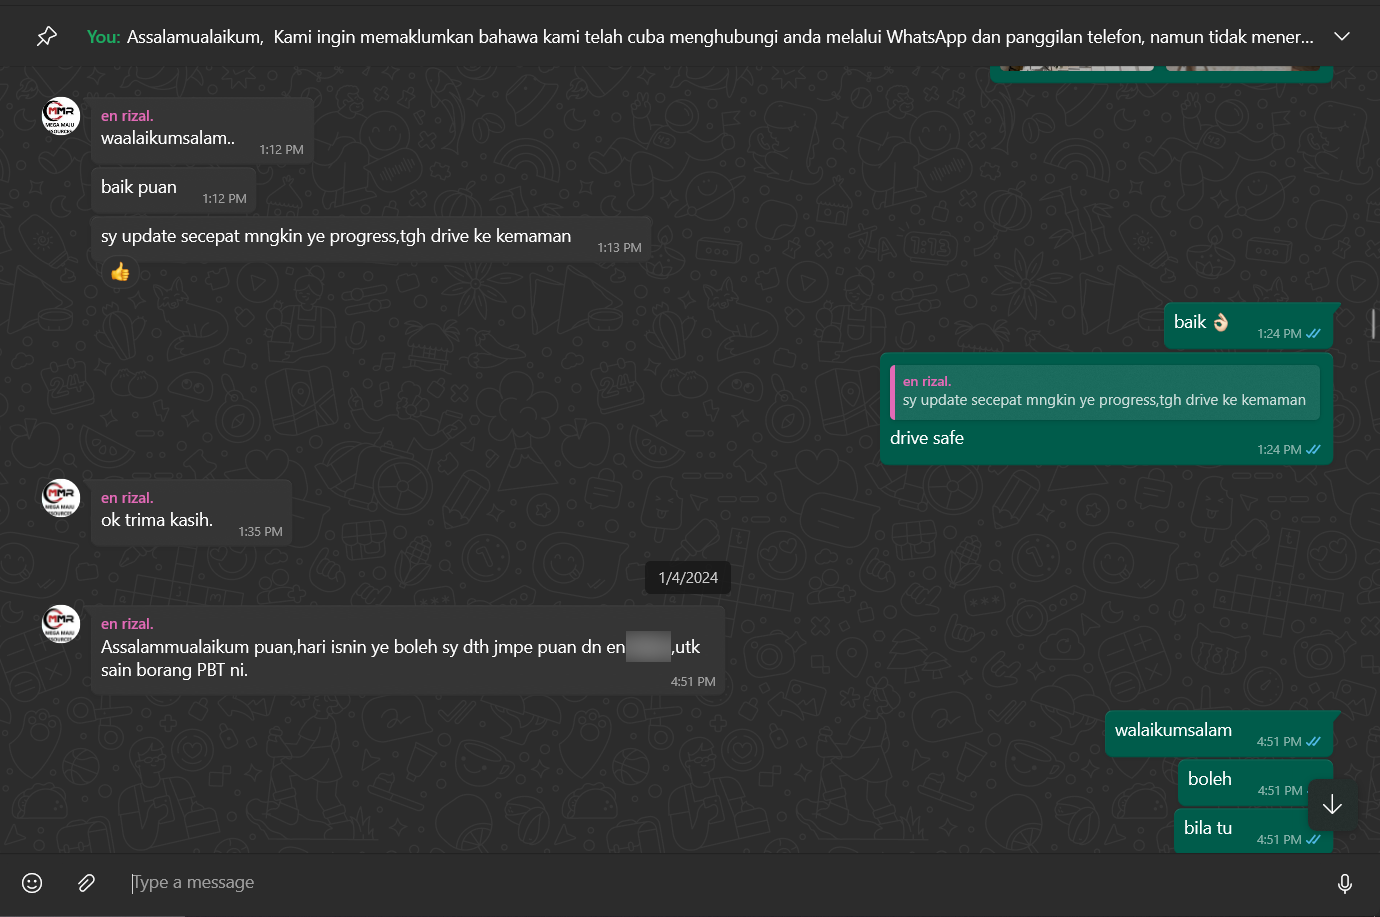 You: Assalamualaikum, Kami ingin memaklumkan bahawa kami telah cuba menghubungi anda melalui WhatsApp dan panggilan telefon, namun tidak mener...
MMR
MEGA MAJU
en rizal.
waalaikumsalam..
1:12 PM
baik puan
1:12 PM
sy update secepat mngkin ye progress,tgh drive ke kemaman
1:13 PM
baik 👌🏻
1:24 PM
en rizal.
sy update secepat mngkin ye progress,tgh drive ke kemaman
drive safe
1:24 PM
MMR
MEGA MAJU
en rizal.
ok trima kasih.
1:35 PM
1/4/2024
MMR
MEGA MAJU
en rizal.
Assalammualaikum puan,hari isnin ye boleh sy dth jmpe puan dn en ,utk
sain borang PBT ni.
4:51 PM
walaikumsalam
4:51 PM
boleh
4:51 PM
bila tu
4:51 PM
Type a message